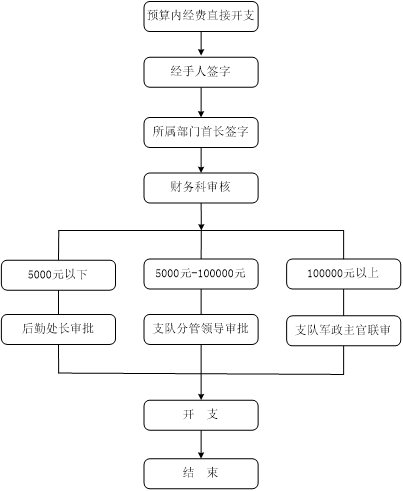 预算内经费直接开支
经手人签字
所属部门首长签字
财务科审核
5000元以下
5000元-100000元
100000元以上
后勤处长审批
支队分管领导审批
支队军政主官联审
开 支
结 束